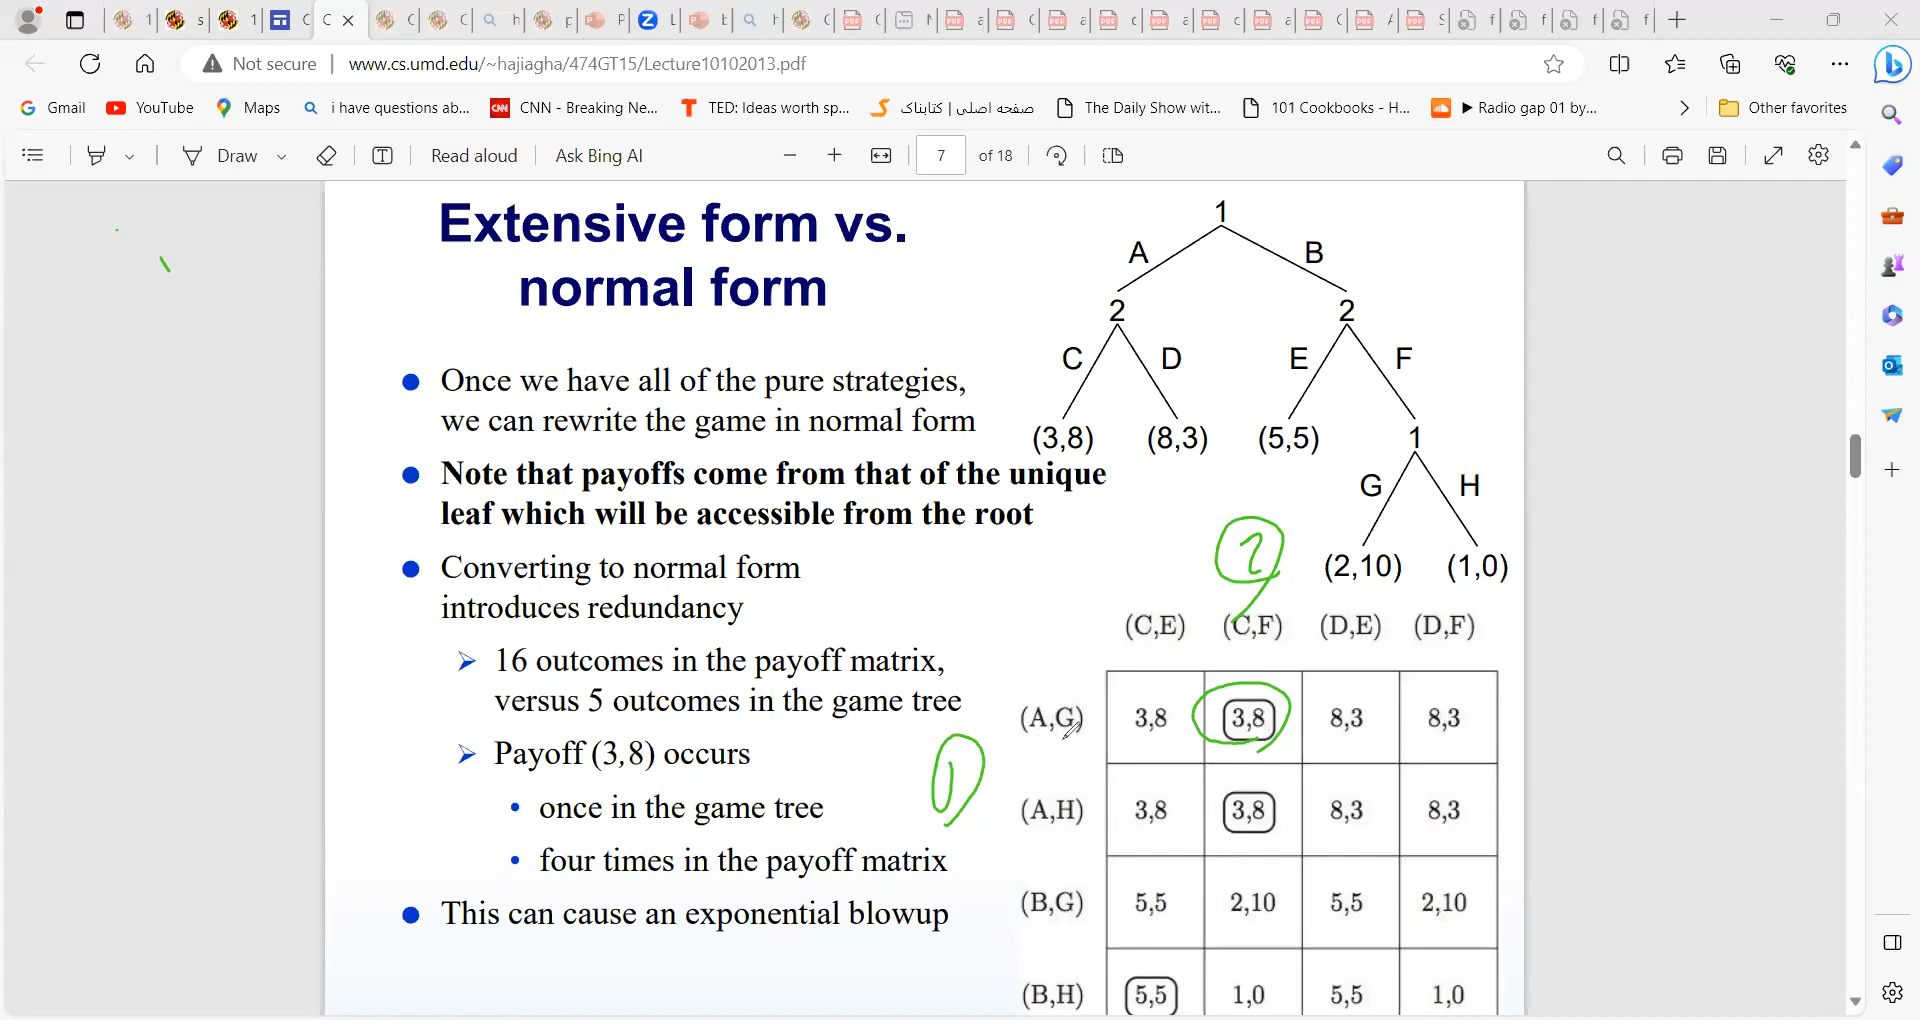 1 s 1 C C C C h p P Z L b h C C N a C a c a c a C A S f f f f
Not secure | www.cs.umd.edu/~hajiagha/474GT15/Lecture10102013.pdf
Gmail YouTube Maps i have questions ab... CNN - Breaking Ne... TED: Ideas worth sp... صفحه اصلی | کتابناک The Daily Show wit... 101 Cookbooks - H... ▶ Radio gap 01 by... Other favorites
Draw Read aloud Ask Bing AI 7 of 18
Extensive form vs.
normal form
Once we have all of the pure strategies,
we can rewrite the game in normal form
Note that payoffs come from that of the unique
leaf which will be accessible from the root
Converting to normal form
introduces redundancy
16 outcomes in the payoff matrix,
versus 5 outcomes in the game tree
Payoff (3,8) occurs
once in the game tree
four times in the payoff matrix
This can cause an exponential blowup
1
A B
2 2
C D E F
(3,8) (8,3) (5,5) 1
G H
(2,10) (1,0)
2
(C,E) (C,F) (D,E) (D,F)
(A,G) 3,8 3,8 8,3 8,3
1
(A,H) 3,8 3,8 8,3 8,3
(B,G) 5,5 2,10 5,5 2,10
(B,H) 5,5 1,0 5,5 1,0